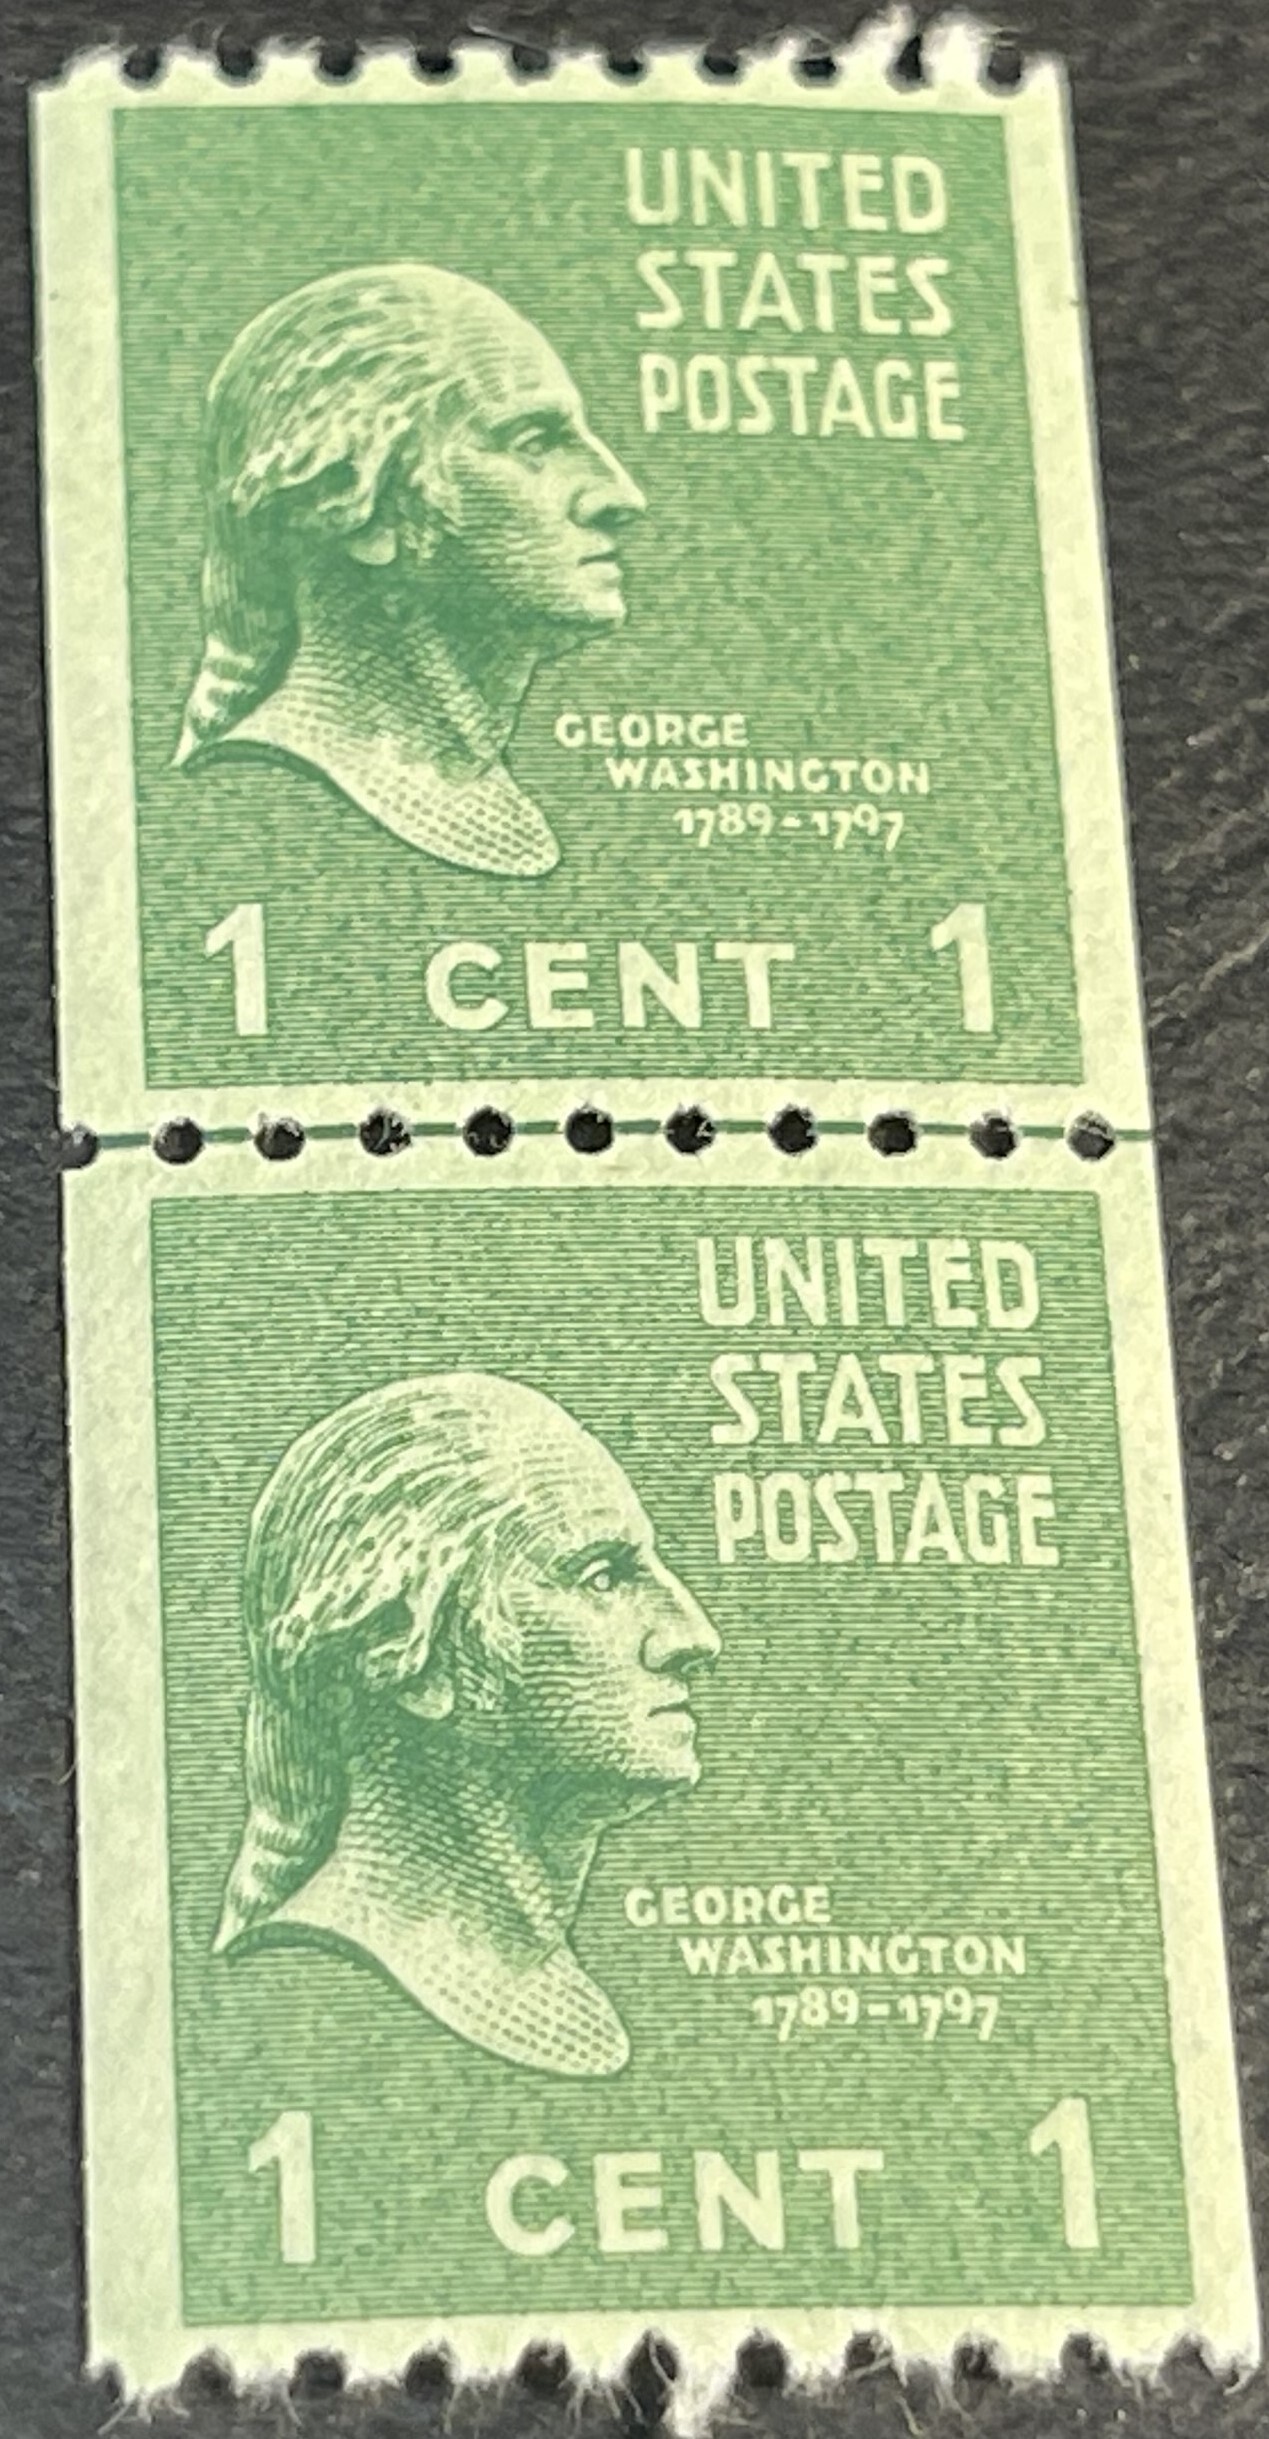 UNITED
STATES
POSTAGE
GEORGE
WASHINGTON
1789-1797
1 CENT 1
UNITED
STATES
POSTAGE
GEORGE
WASHINGTON
1789-1797
1 CENT 1